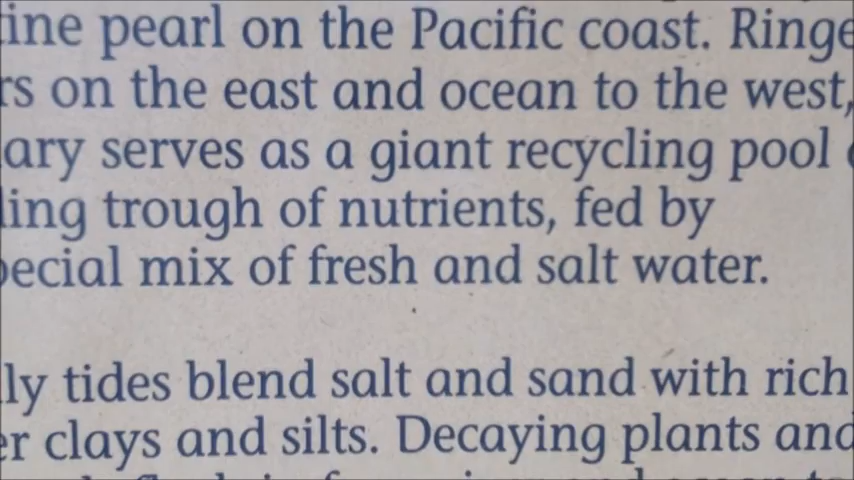 ine pearl on the Pacific coast. Ringe
rs on the east and ocean to the west,
ary serves as a giant recycling pool
ling trough of nutrients, fed by
pecial mix of fresh and salt water.
ly tides blend salt and sand with rich
er clays and silts. Decaying plants and